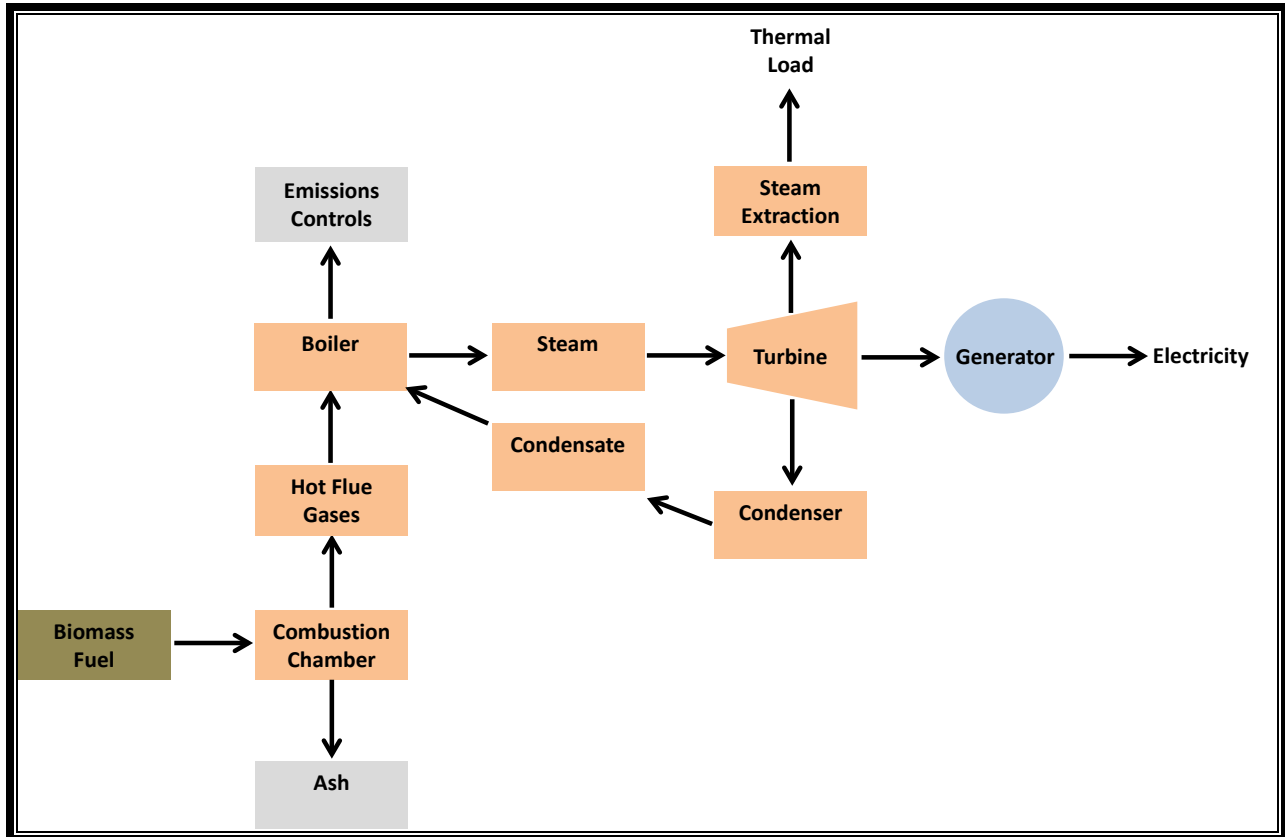 Thermal
Load
Emissions
Controls
Steam
Extraction
Boiler
Steam
Turbine
Generator
Electricity
Condensate
Hot Flue
Gases
Condenser
Biomass
Fuel
Combustion
Chamber
Ash